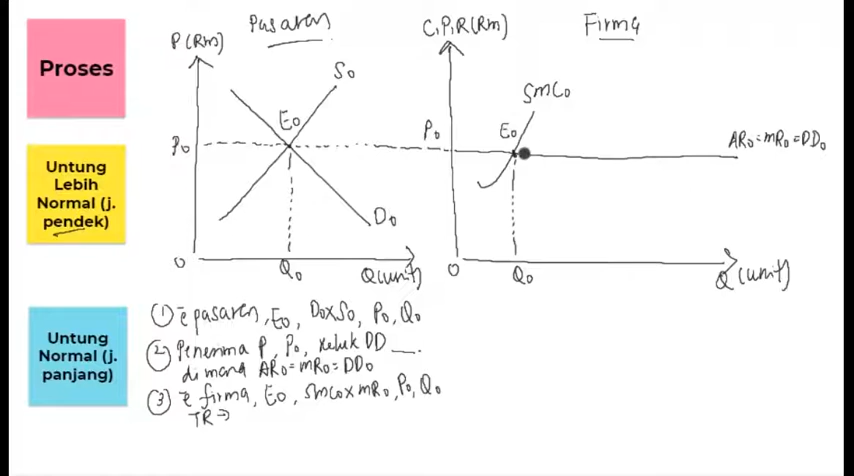 Proses
Untung
Lebih
Normal (j.
pendek)
Untung
Normal (j.
panjang)
Pasaran
P(Rm)
S0
E0
P0
D0
0
Q0
Q(unit)
Firma
C,P,R(Rm)
SMC0
P0
E0
AR0=MR0=DD0
0
Q0
Q(unit)
① c pasaran, E0, D0xS0, P0, Q0
② Penerima P, P0, keluk DD __.
di mana AR0=MR0=DD0
③ c firma, E0, SMC0xMR0, P0, Q0
TR⇒